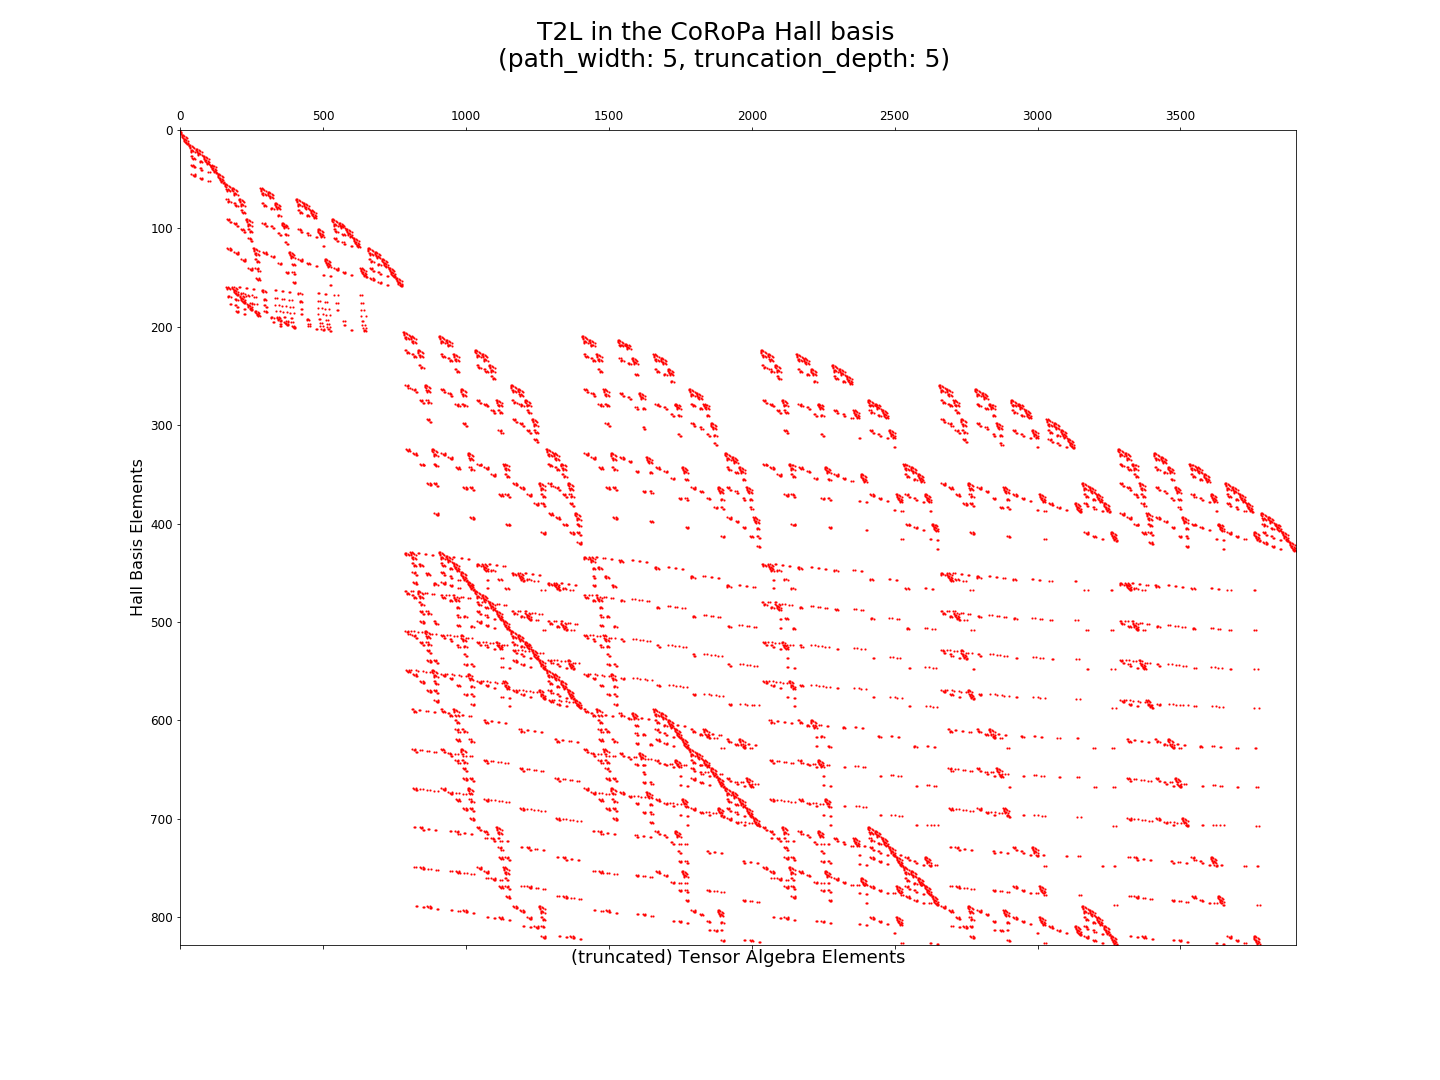 T2L in the CoRoPa Hall basis
(path_width: 5, truncation_depth: 5)
0 500 1000 1500 2000 2500 3000 3500
0
100
200
300
400
500
600
700
800
Hall Basis Elements
(truncated) Tensor Algebra Elements